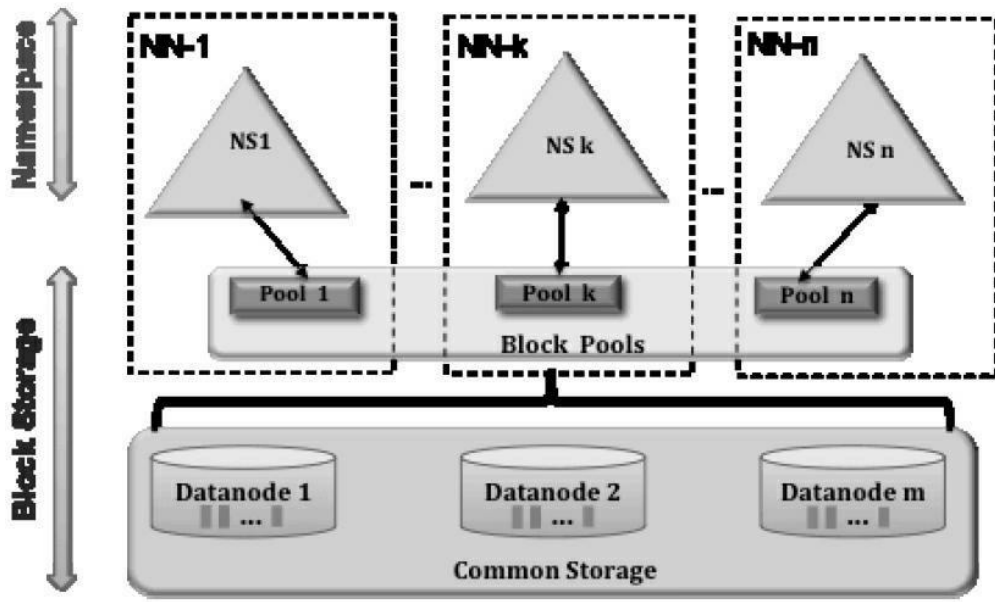 Namespace
Block Storage
NN-1
NN-k
NN-n
NS1
NS k
NS n
...
...
Pool 1
Pool k
Pool n
Block Pools
Datanode 1
...
Datanode 2
...
Datanode m
...
Common Storage